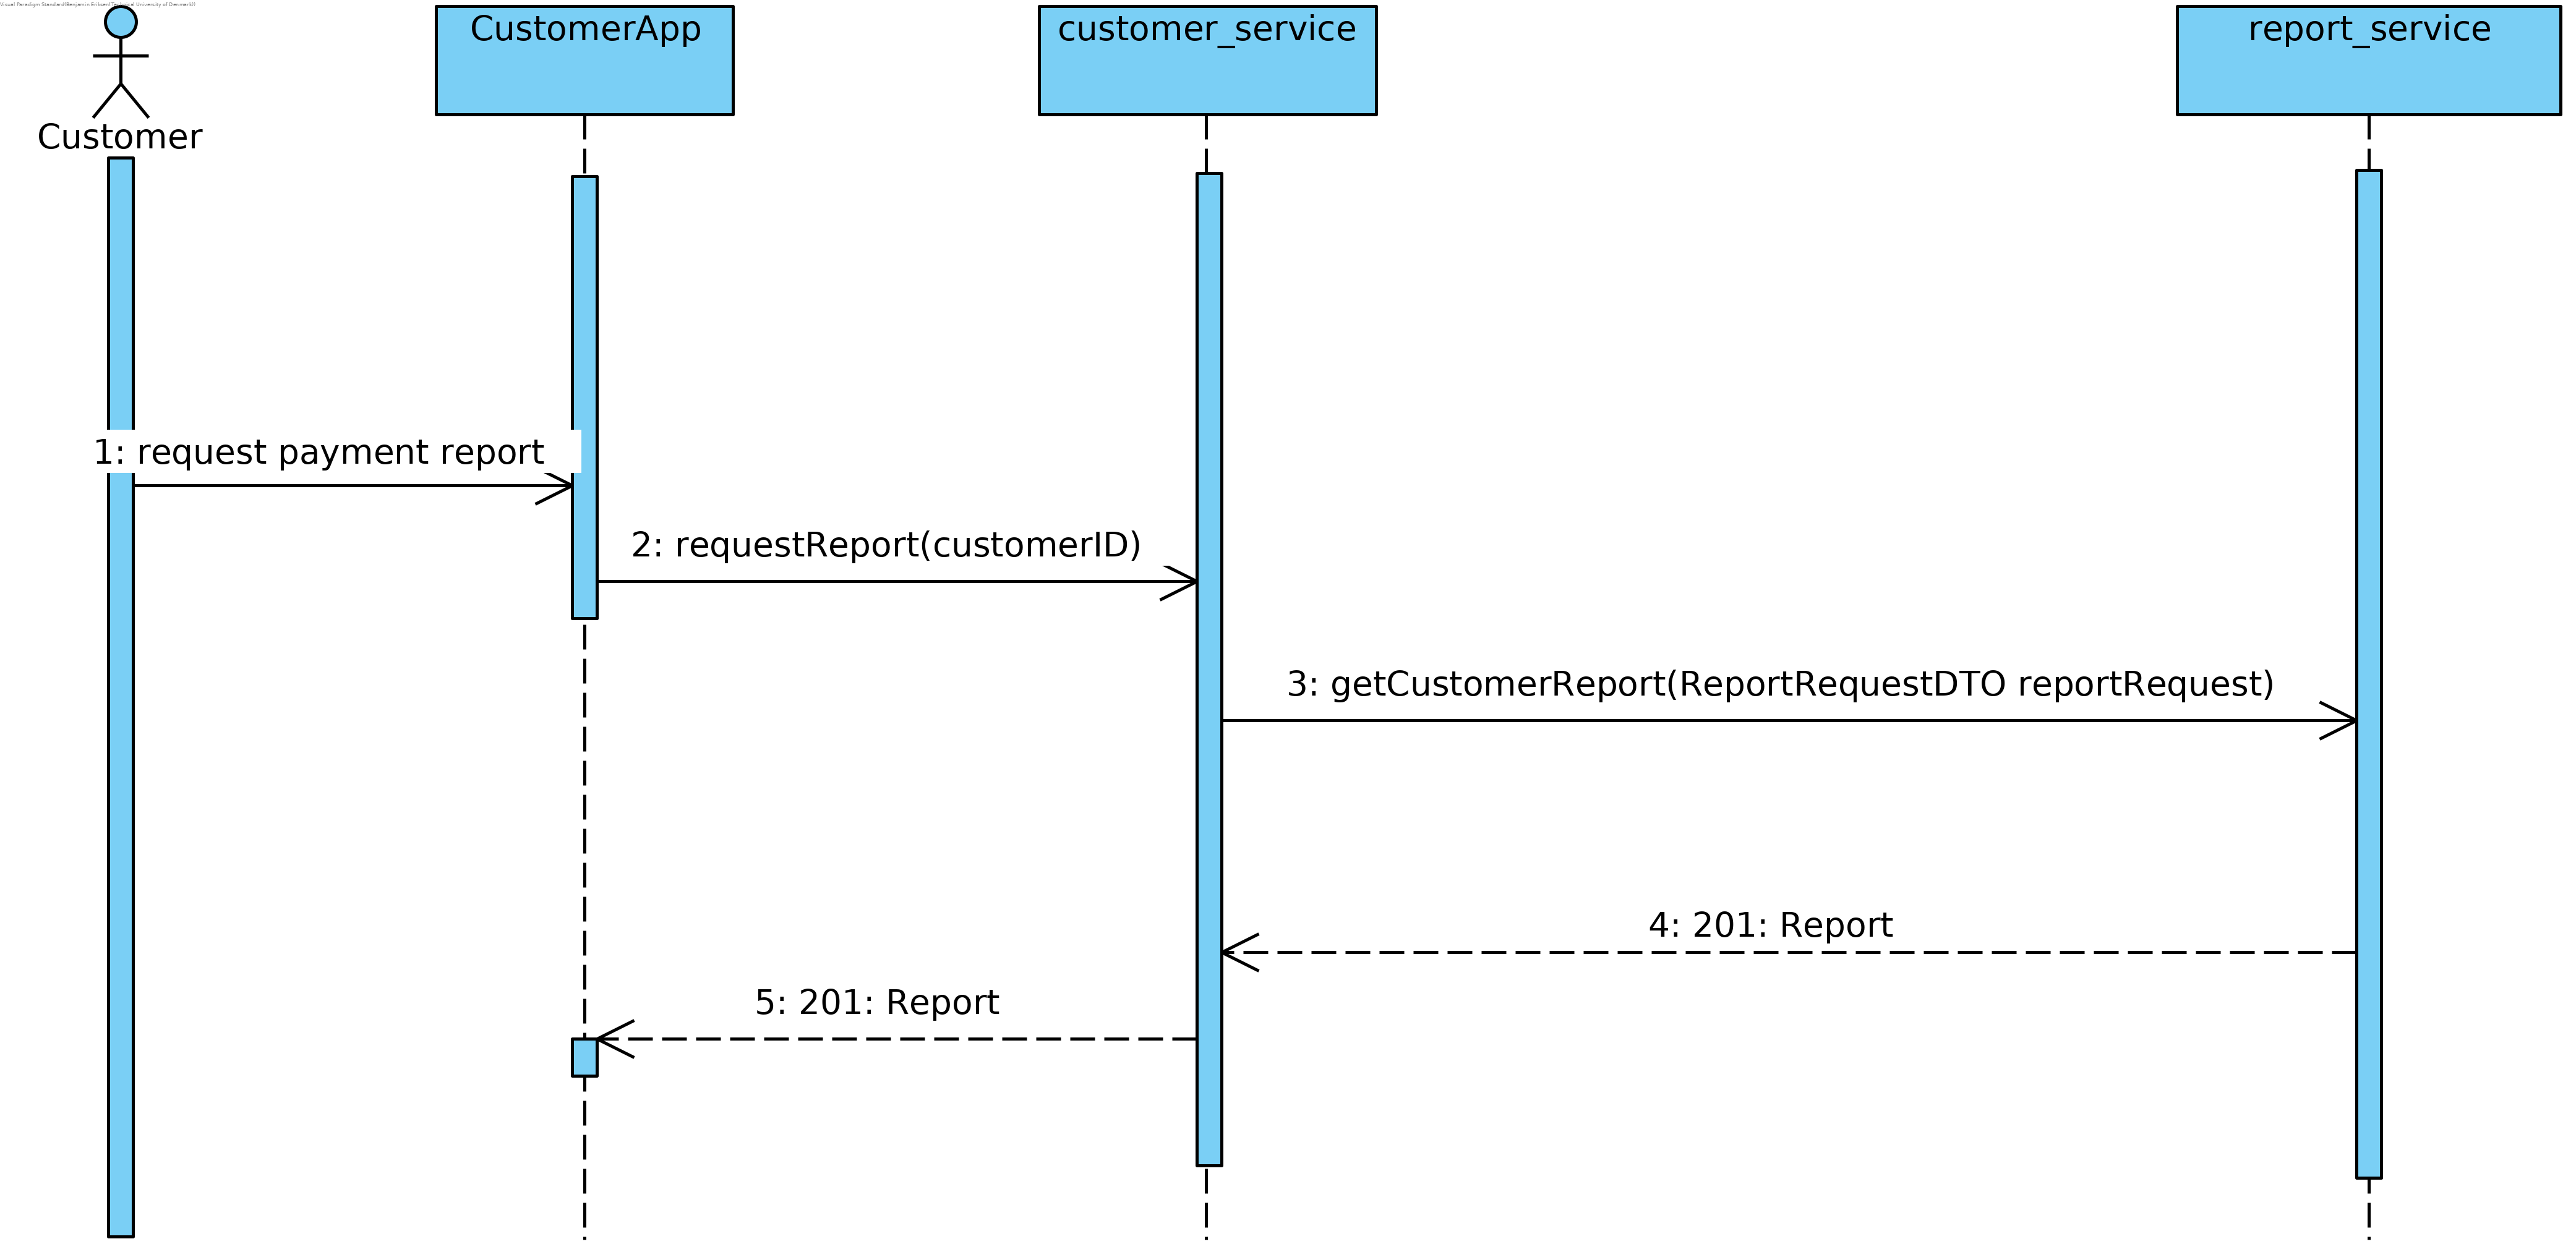 Visual Paradigm Standard(Benjamin Eriksen(Technical University of Denmark))
CustomerApp
customer_service
report_service
Customer
1: request payment report
2: requestReport(customerID)
3: getCustomerReport(ReportRequestDTO reportRequest)
4: 201: Report
5: 201: Report